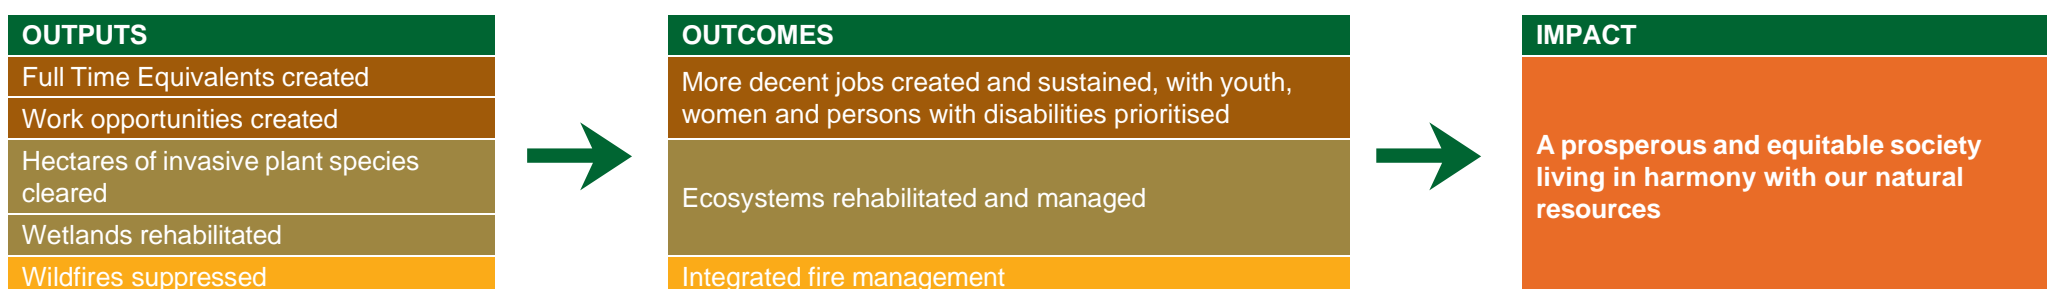 OUTPUTS
Full Time Equivalents created
Work opportunities created
Hectares of invasive plant species
cleared
Wetlands rehabilitated
Wildfires suppressed
OUTCOMES
More decent jobs created and sustained, with youth,
women and persons with disabilities prioritised
Ecosystems rehabilitated and managed
Integrated fire management
IMPACT
A prosperous and equitable society
living in harmony with our natural
resources